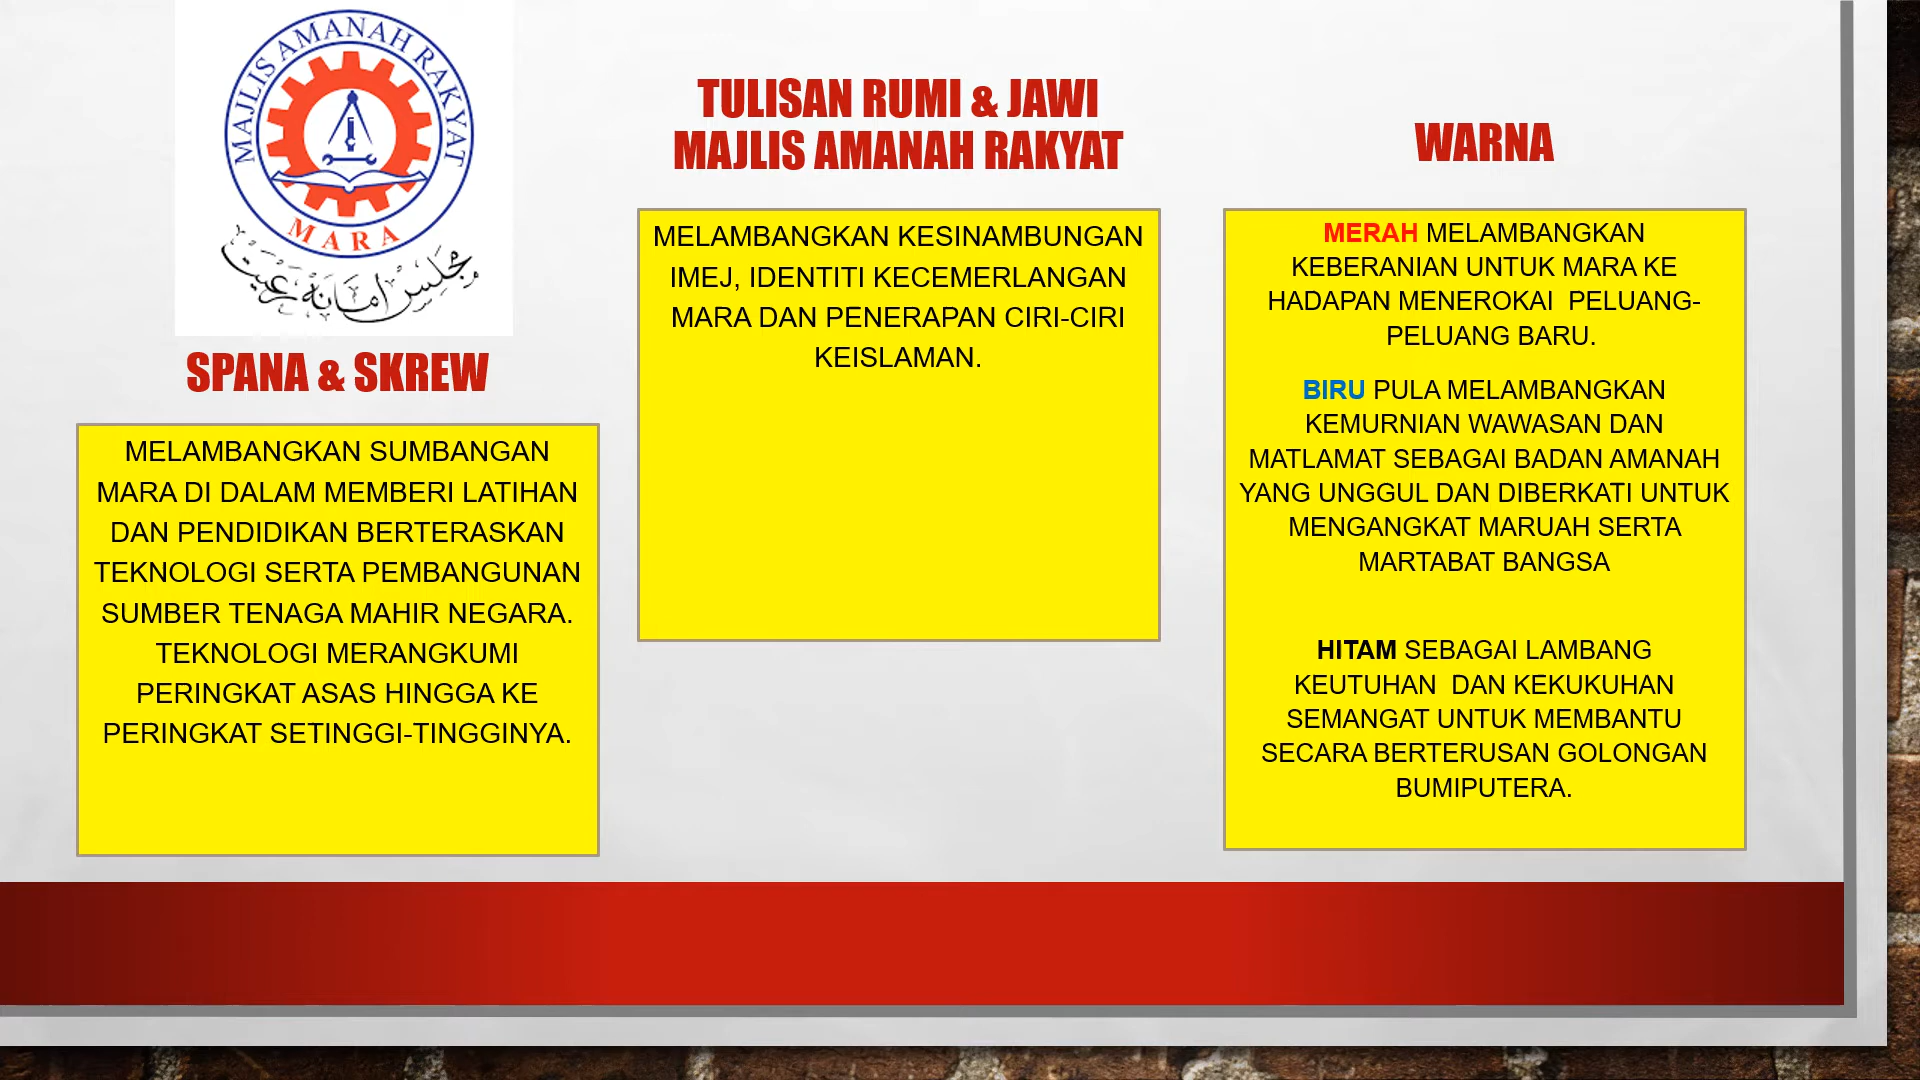 MAJLIS AMANAH RAKYAT
MARA
مجلس امانه رعيت
SPANA & SKREW
MELAMBANGKAN SUMBANGAN
MARA DI DALAM MEMBERI LATIHAN
DAN PENDIDIKAN BERTERASKAN
TEKNOLOGI SERTA PEMBANGUNAN
SUMBER TENAGA MAHIR NEGARA.
TEKNOLOGI MERANGKUMI
PERINGKAT ASAS HINGGA KE
PERINGKAT SETINGGI-TINGGINYA.
TULISAN RUMI & JAWI
MAJLIS AMANAH RAKYAT
MELAMBANGKAN KESINAMBUNGAN
IMEJ, IDENTITI KECEMERLANGAN
MARA DAN PENERAPAN CIRI-CIRI
KEISLAMAN.
WARNA
MERAH MELAMBANGKAN
KEBERANIAN UNTUK MARA KE
HADAPAN MENEROKAI  PELUANG-
PELUANG BARU.
BIRU PULA MELAMBANGKAN
KEMURNIAN WAWASAN DAN
MATLAMAT SEBAGAI BADAN AMANAH
YANG UNGGUL DAN DIBERKATI UNTUK
MENGANGKAT MARUAH SERTA
MARTABAT BANGSA
HITAM SEBAGAI LAMBANG
KEUTUHAN  DAN KEKUKUHAN
SEMANGAT UNTUK MEMBANTU
SECARA BERTERUSAN GOLONGAN
BUMIPUTERA.